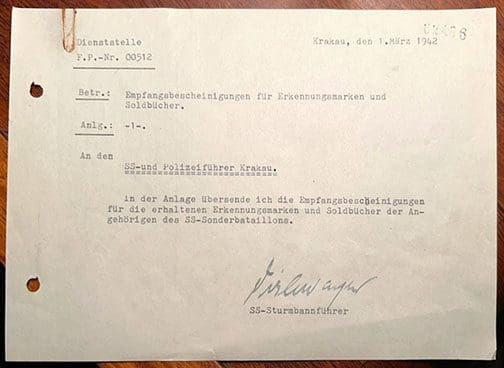 Dienststelle
F.P.-Nr. 00512
Krakau, den 1.März 1942
Betr.: Empfangsbescheinigungen für Erkennungsmarken und
Soldbücher.
Anlg.: -1-.
An den
SS-und Polizeiführer Krakau.
In der Anlage übersende ich die Empfangsbescheinigungen
für die erhaltenen Erkennungsmarken und Soldbücher der An-
gehörigen des SS-Sonderbataillons.
Dirlewanger
SS-Sturmbannführer